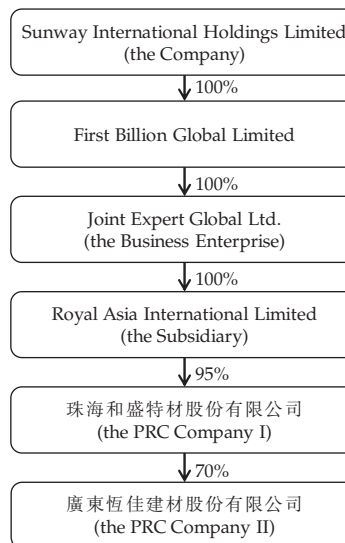 Sunway International Holdings Limited
(the Company)
100%
First Billion Global Limited
100%
Joint Expert Global Ltd.
(the Business Enterprise)
100%
Royal Asia International Limited
(the Subsidiary)
95%
珠海和盛特材股份有限公司
(the PRC Company I)
70%
廣東恆佳建材股份有限公司
(the PRC Company II)